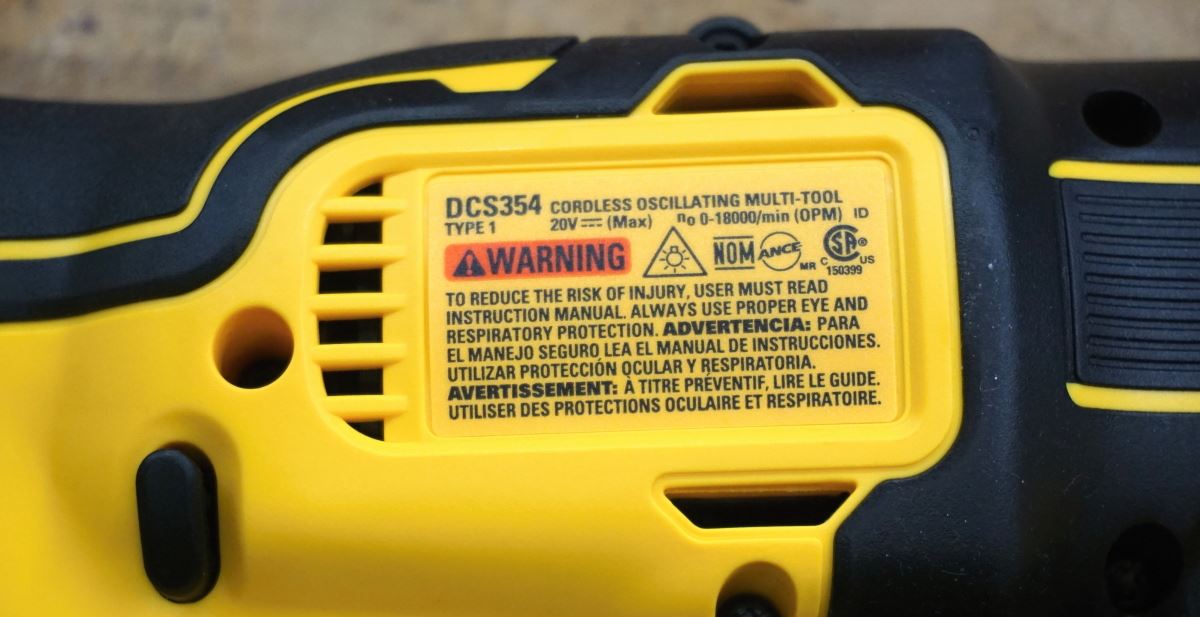 DCS354 CORDLESS OSCILLATING MULTI-TOOL
TYPE 1 20V⎓ (Max) no 0-18000/min (OPM) ID
WARNING NOM ANCE MR C SA® C US 150399
TO REDUCE THE RISK OF INJURY, USER MUST READ
INSTRUCTION MANUAL. ALWAYS USE PROPER EYE AND
RESPIRATORY PROTECTION. ADVERTENCIA: PARA
EL MANEJO SEGURO LEA EL MANUAL DE INSTRUCCIONES.
UTILIZAR PROTECCIÓN OCULAR Y RESPIRATORIA.
AVERTISSEMENT: À TITRE PRÉVENTIF, LIRE LE GUIDE.
UTILISER DES PROTECTIONS OCULAIRE ET RESPIRATOIRE.